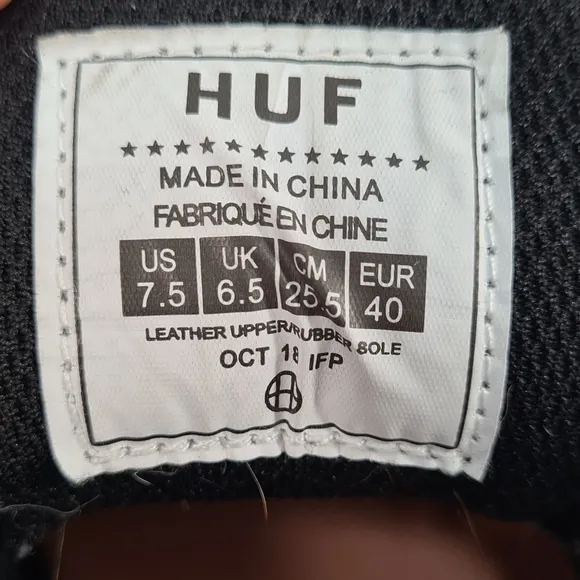 HUF
MADE IN CHINA
FABRIQUÉ EN CHINE
US UK CM EUR
7.5 6.5 25.5 40
LEATHER UPPER/RUBBER SOLE
OCT 18 IFP
H